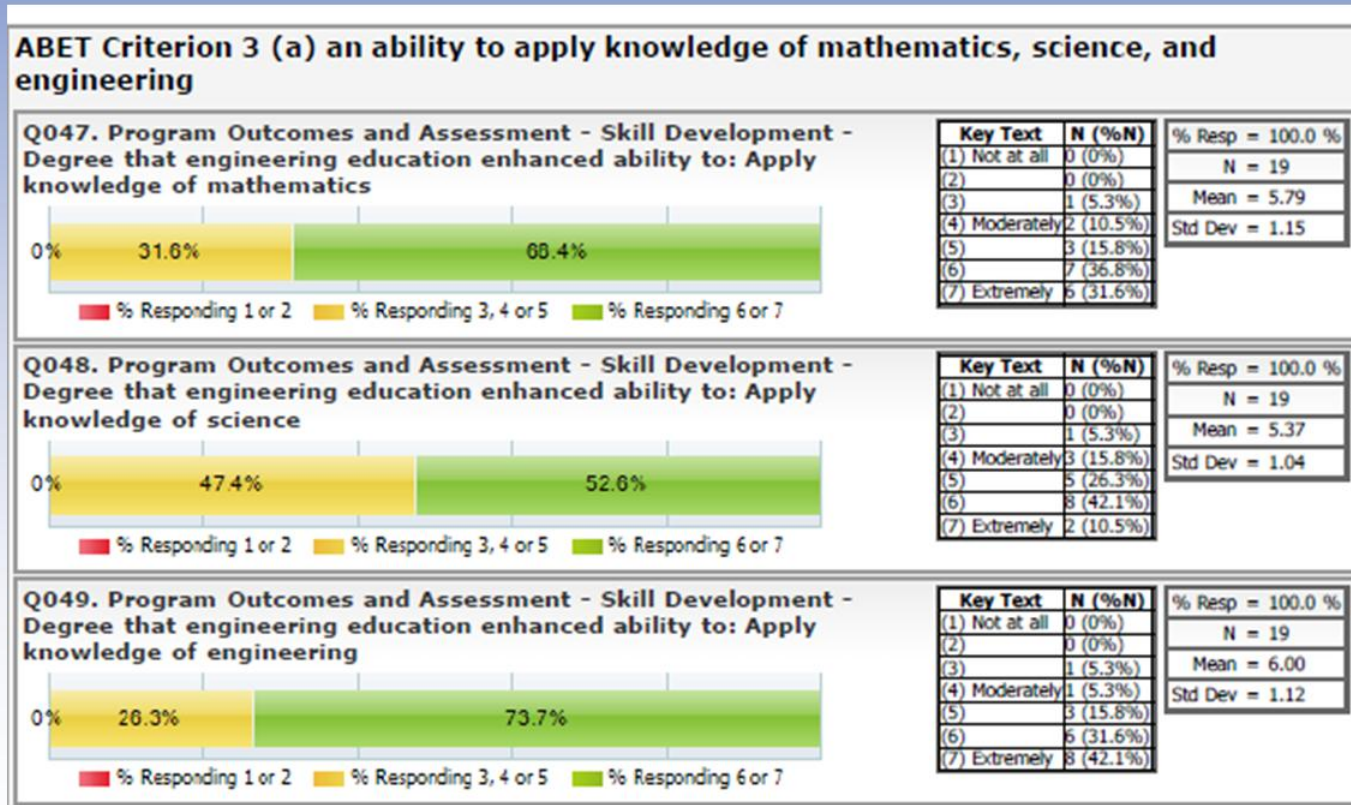 ABET Criterion 3 (a) an ability to apply knowledge of mathematics, science, and
engineering
Q047. Program Outcomes and Assessment - Skill Development -
Degree that engineering education enhanced ability to: Apply
knowledge of mathematics
0% 31.6% 68.4%
% Responding 1 or 2 % Responding 3, 4 or 5 % Responding 6 or 7
Key Text N (%N)
(1) Not at all 0 (0%)
(2) 0 (0%)
(3) 1 (5.3%)
(4) Moderately 2 (10.5%)
(5) 3 (15.8%)
(6) 7 (36.8%)
(7) Extremely 6 (31.6%)
% Resp = 100.0 %
N = 19
Mean = 5.79
Std Dev = 1.15
Q048. Program Outcomes and Assessment - Skill Development -
Degree that engineering education enhanced ability to: Apply
knowledge of science
0% 47.4% 52.6%
% Responding 1 or 2 % Responding 3, 4 or 5 % Responding 6 or 7
Key Text N (%N)
(1) Not at all 0 (0%)
(2) 0 (0%)
(3) 1 (5.3%)
(4) Moderately 3 (15.8%)
(5) 5 (26.3%)
(6) 8 (42.1%)
(7) Extremely 2 (10.5%)
% Resp = 100.0 %
N = 19
Mean = 5.37
Std Dev = 1.04
Q049. Program Outcomes and Assessment - Skill Development -
Degree that engineering education enhanced ability to: Apply
knowledge of engineering
0% 26.3% 73.7%
% Responding 1 or 2 % Responding 3, 4 or 5 % Responding 6 or 7
Key Text N (%N)
(1) Not at all 0 (0%)
(2) 0 (0%)
(3) 1 (5.3%)
(4) Moderately 1 (5.3%)
(5) 3 (15.8%)
(6) 6 (31.6%)
(7) Extremely 8 (42.1%)
% Resp = 100.0 %
N = 19
Mean = 6.00
Std Dev = 1.12